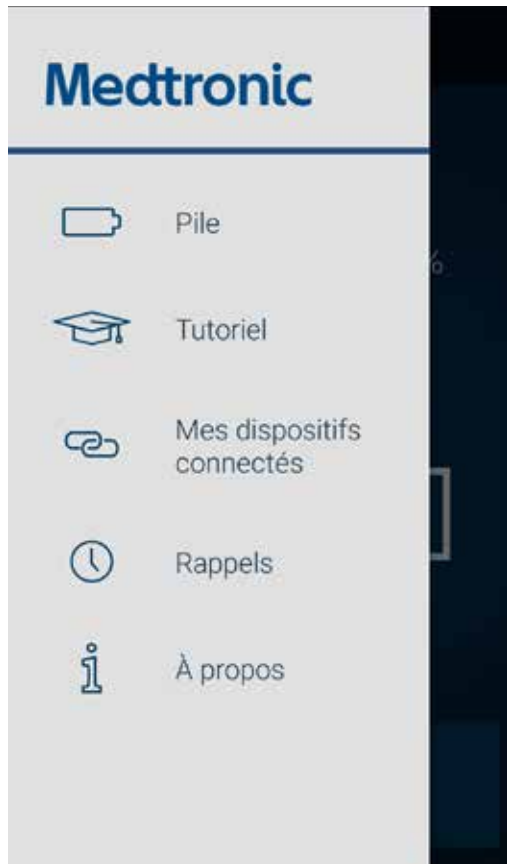 Medtronic
Pile
%
Tutoriel
Mes dispositifs
connectés
Rappels
À propos